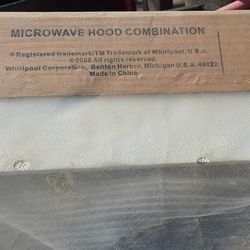 MICROWAVE HOOD COMBINATION
® Registered trademark/TM Trademark of Whirlpool, U.S.A.
© 2008 All rights reserved.
Whirlpool Corporation, Benton Harbor, Michigan U.S.A. 49022
Made in China